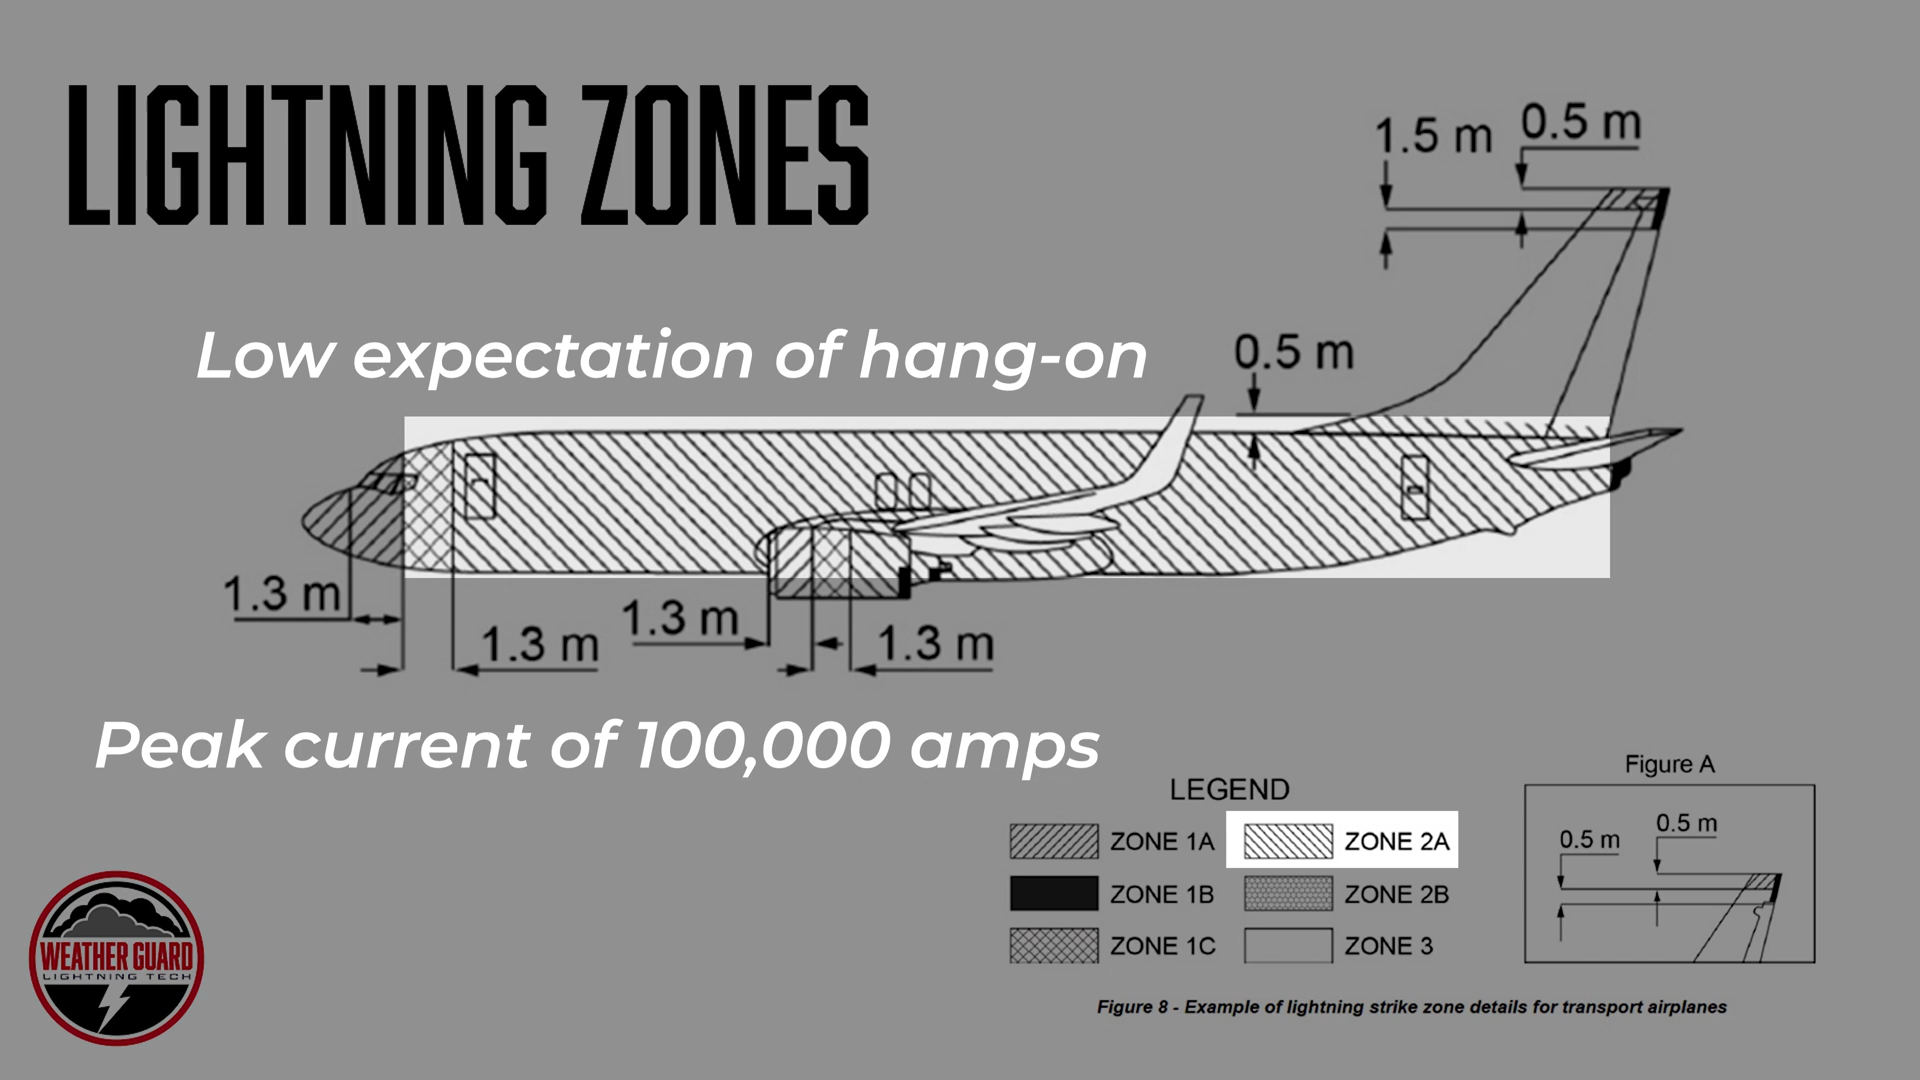 LIGHTNING ZONES
1.5 m
0.5 m
Low expectation of hang-on
0.5 m
1.3 m
1.3 m
1.3 m
1.3 m
Peak current of 100,000 amps
LEGEND
ZONE 1A
ZONE 2A
ZONE 1B
ZONE 2B
ZONE 1C
ZONE 3
Figure A
0.5 m
0.5 m
Figure 8 - Example of lightning strike zone details for transport airplanes
WEATHER GUARD
LIGHTNING TECH